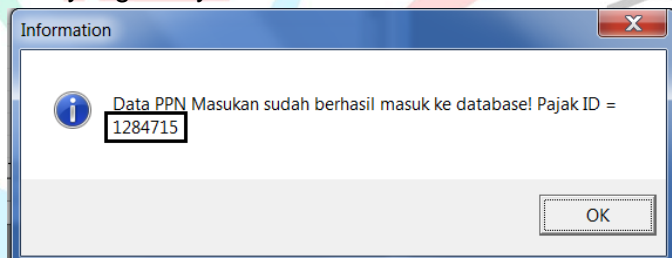 Information
Data PPN Masukan sudah berhasil masuk ke database! Pajak ID =
1284715
OK